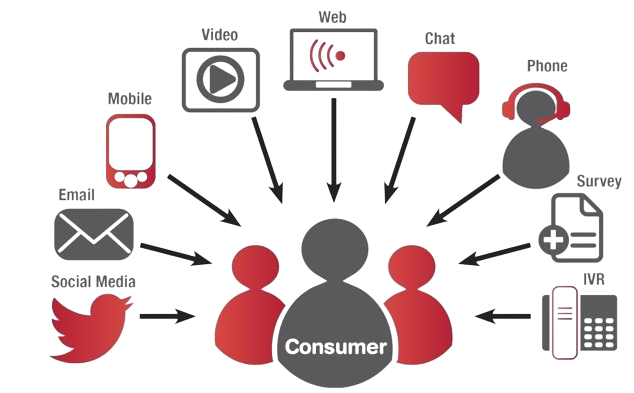 Web
Video
Chat
Phone
Mobile
Survey
Email
Social Media
IVR
Consumer